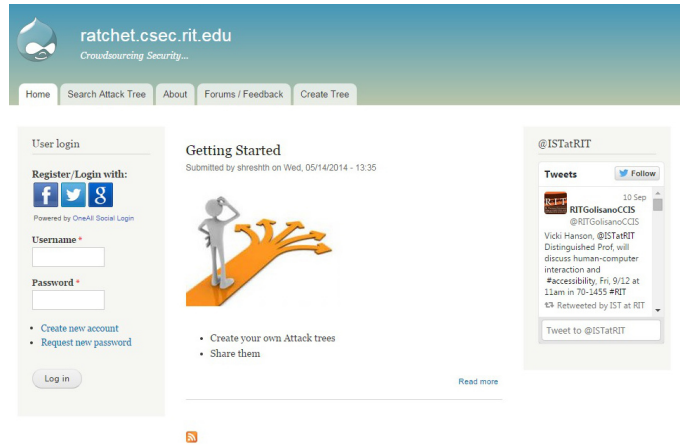 ratchet.csec.rit.edu
Crowdsourcing Security...
Home
Search Attack Tree
About
Forums / Feedback
Create Tree
User login
Register/Login with:
Powered by OneAll Social Login
Username *
Password *
Create new account
Request new password
Log in
Getting Started
Submitted by shreshth on Wed, 05/14/2014 - 13:35
Create your own Attack trees
Share them
Read more
@ISTatRIT
Tweets
Follow
10 Sep
RIT
RITGolisanoCCIS
@RITGolisanoCCIS
Vicki Hanson, @ISTatRIT
Distinguished Prof, will
discuss human-computer
interaction and
#accessibility, Fri, 9/12 at
11am in 70-1455 #RIT
Retweeted by IST at RIT
Tweet to @ISTatRIT